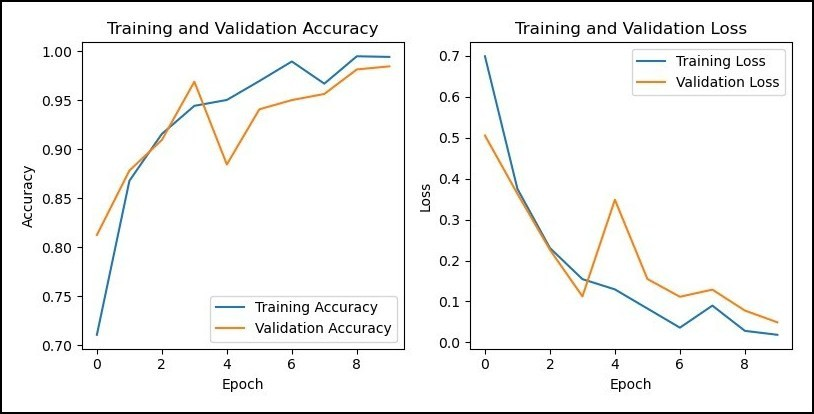 Training and Validation Accuracy
1.00
0.95
0.90
0.85
0.80
0.75
0.70
Accuracy
0 2 4 6 8
Epoch
Training Accuracy
Validation Accuracy
Training and Validation Loss
0.7
0.6
0.5
0.4
0.3
0.2
0.1
0.0
Loss
0 2 4 6 8
Epoch
Training Loss
Validation Loss